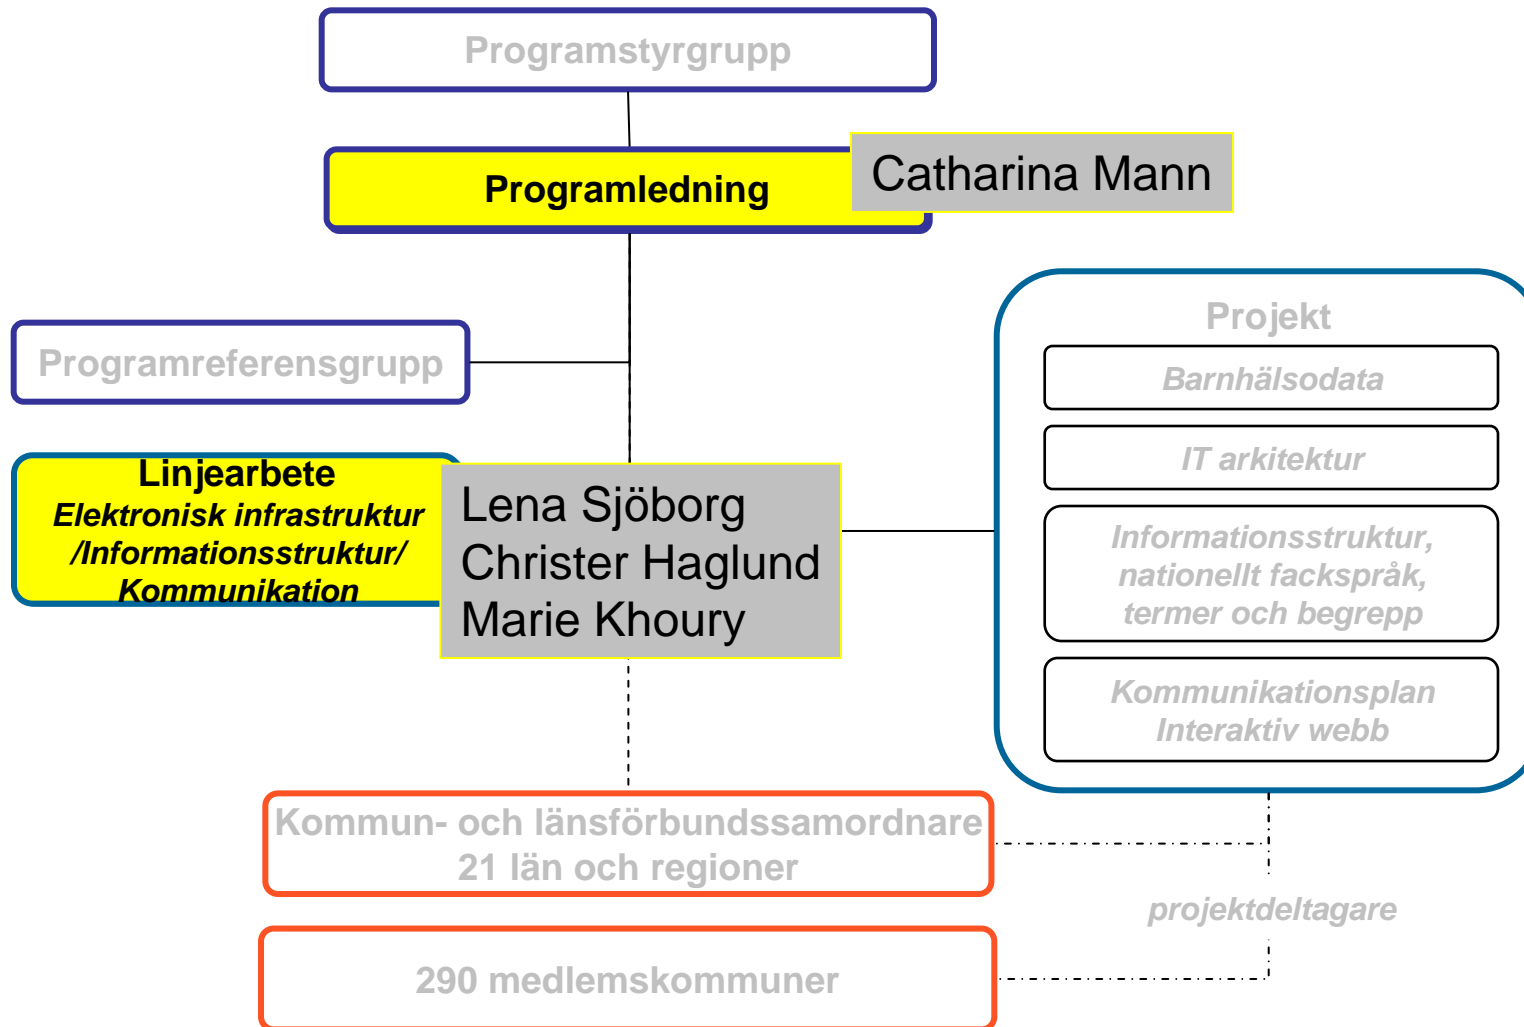 Programstyrgrupp
Programledning
Catharina Mann
Programreferensgrupp
Linjearbete
Elektronisk infrastruktur
/Informationsstruktur/
Kommunikation
Lena Sjöborg
Christer Haglund
Marie Khoury
Projekt
Barnhälsodata
IT arkitektur
Informationsstruktur,
nationellt fackspråk,
termer och begrepp
Kommunikationsplan
Interaktiv webb
Kommun- och länsförbundssamordnare
21 län och regioner
projektdeltagare
290 medlemskommuner